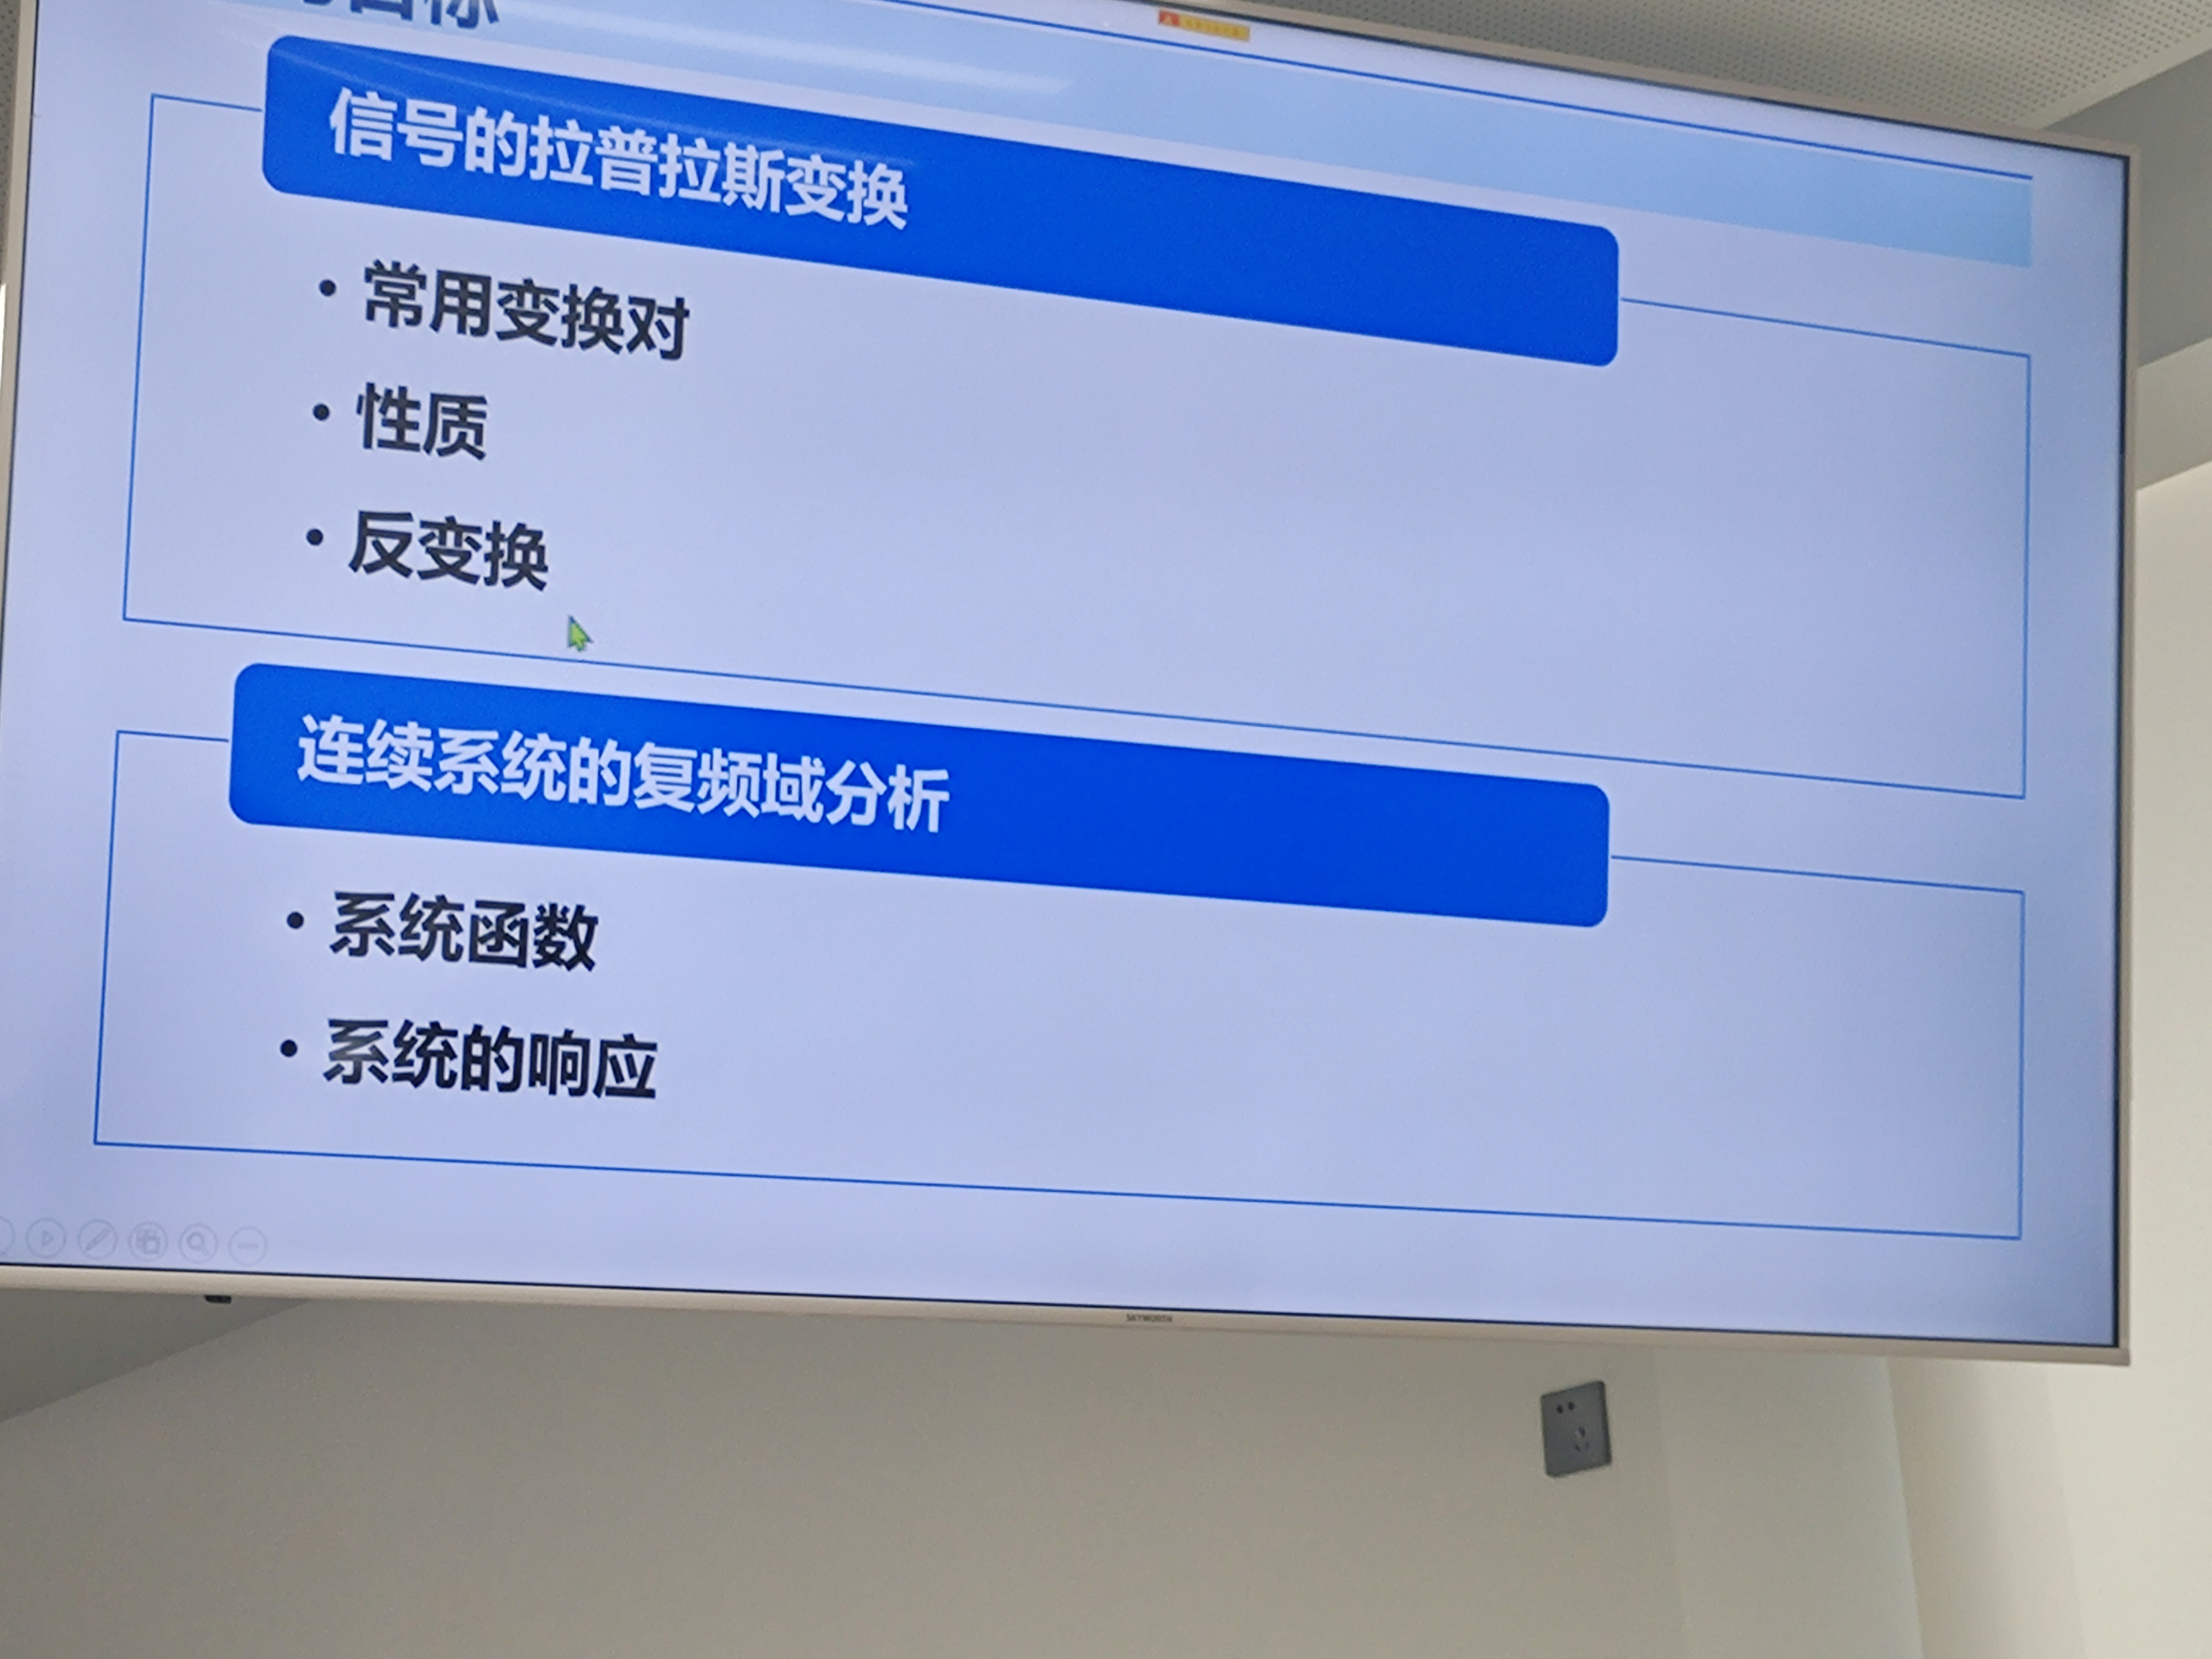 目标
信号的拉普拉斯变换
• 常用变换对
• 性质
• 反变换
连续系统的复频域分析
• 系统函数
• 系统的响应
SKYWORTH